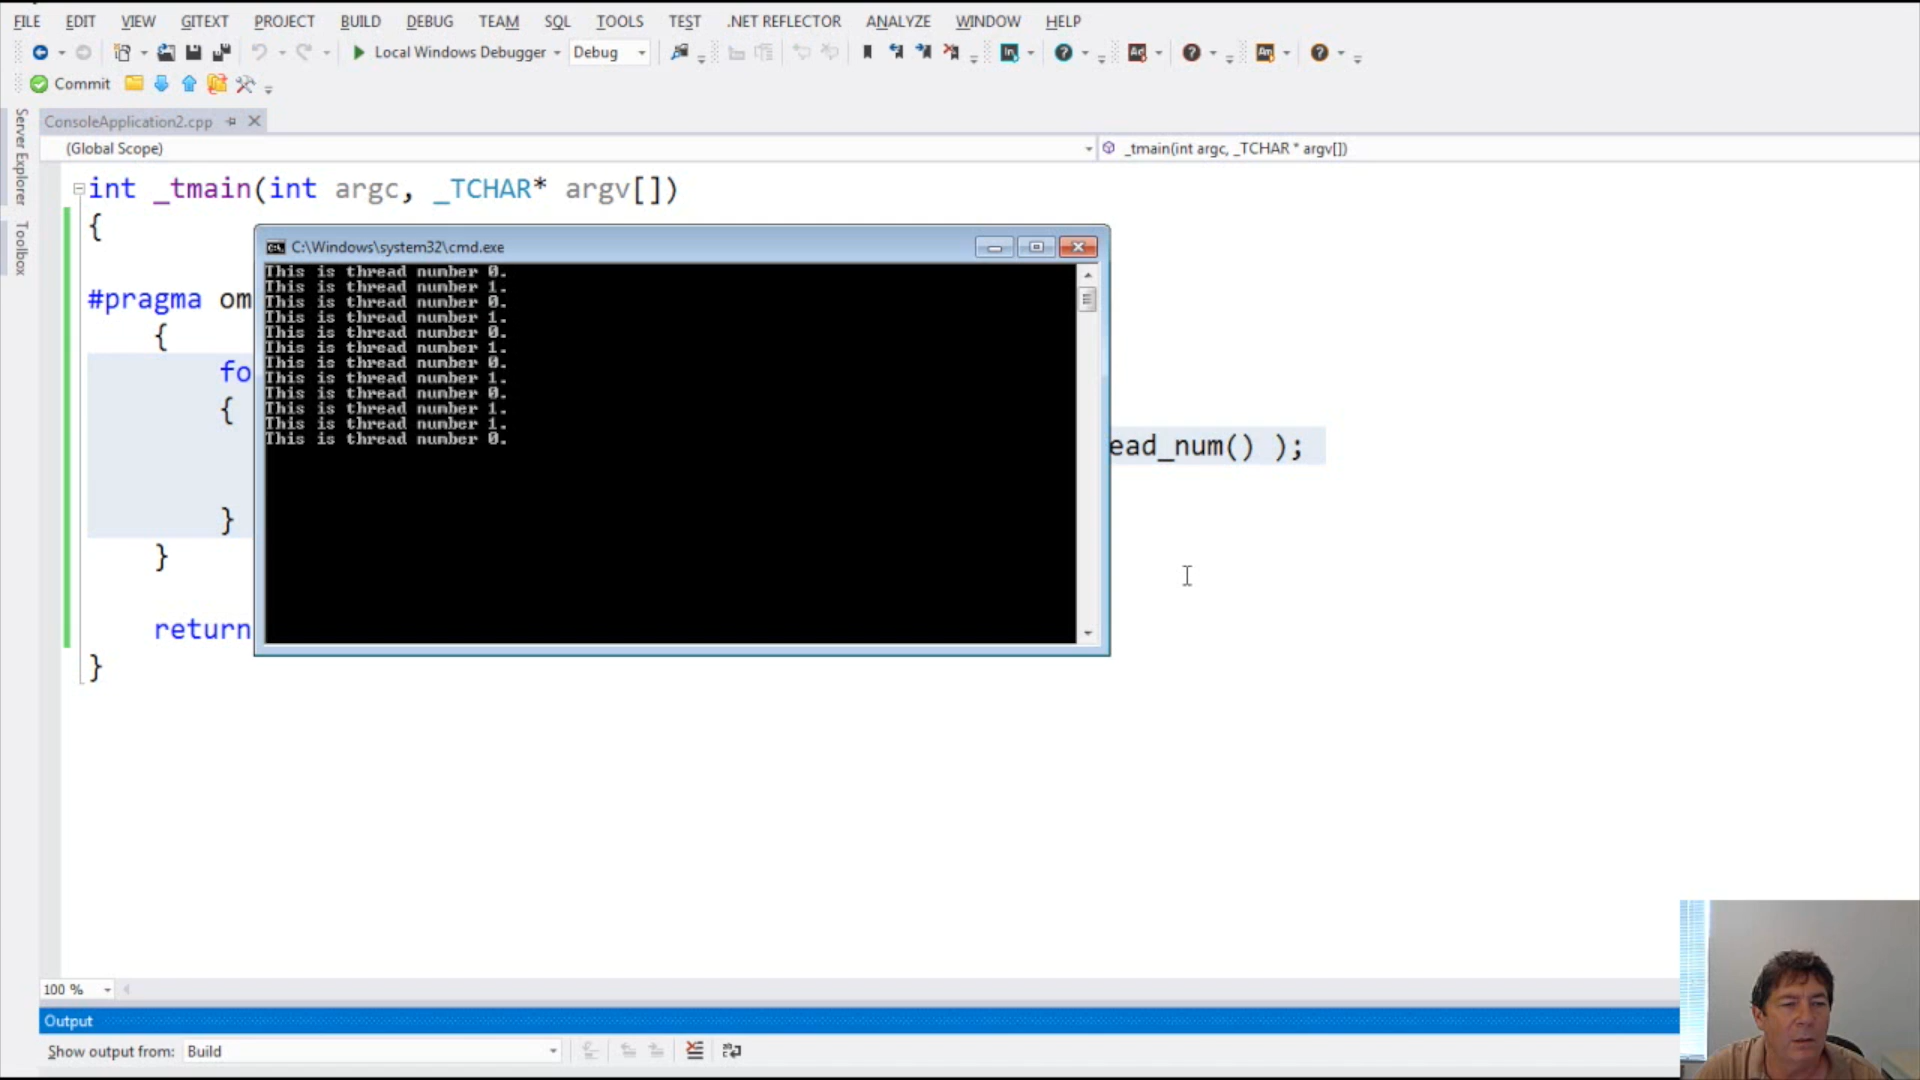 FILE EDIT VIEW GITEXT PROJECT BUILD DEBUG TEAM SQL TOOLS TEST .NET REFLECTOR ANALYZE WINDOW HELP
Local Windows Debugger Debug
Commit
Server Explorer
Toolbox
ConsoleApplication2.cpp
(Global Scope) _tmain(int argc, _TCHAR * argv[])
int _tmain(int argc, _TCHAR* argv[])
{
#pragma om
{
fo
{
ead_num() );
}
}
return
}
C:\Windows\system32\cmd.exe
This is thread number 0.
This is thread number 1.
This is thread number 0.
This is thread number 1.
This is thread number 0.
This is thread number 1.
This is thread number 0.
This is thread number 1.
This is thread number 0.
This is thread number 1.
This is thread number 1.
This is thread number 0.
100 %
Output
Show output from: Build